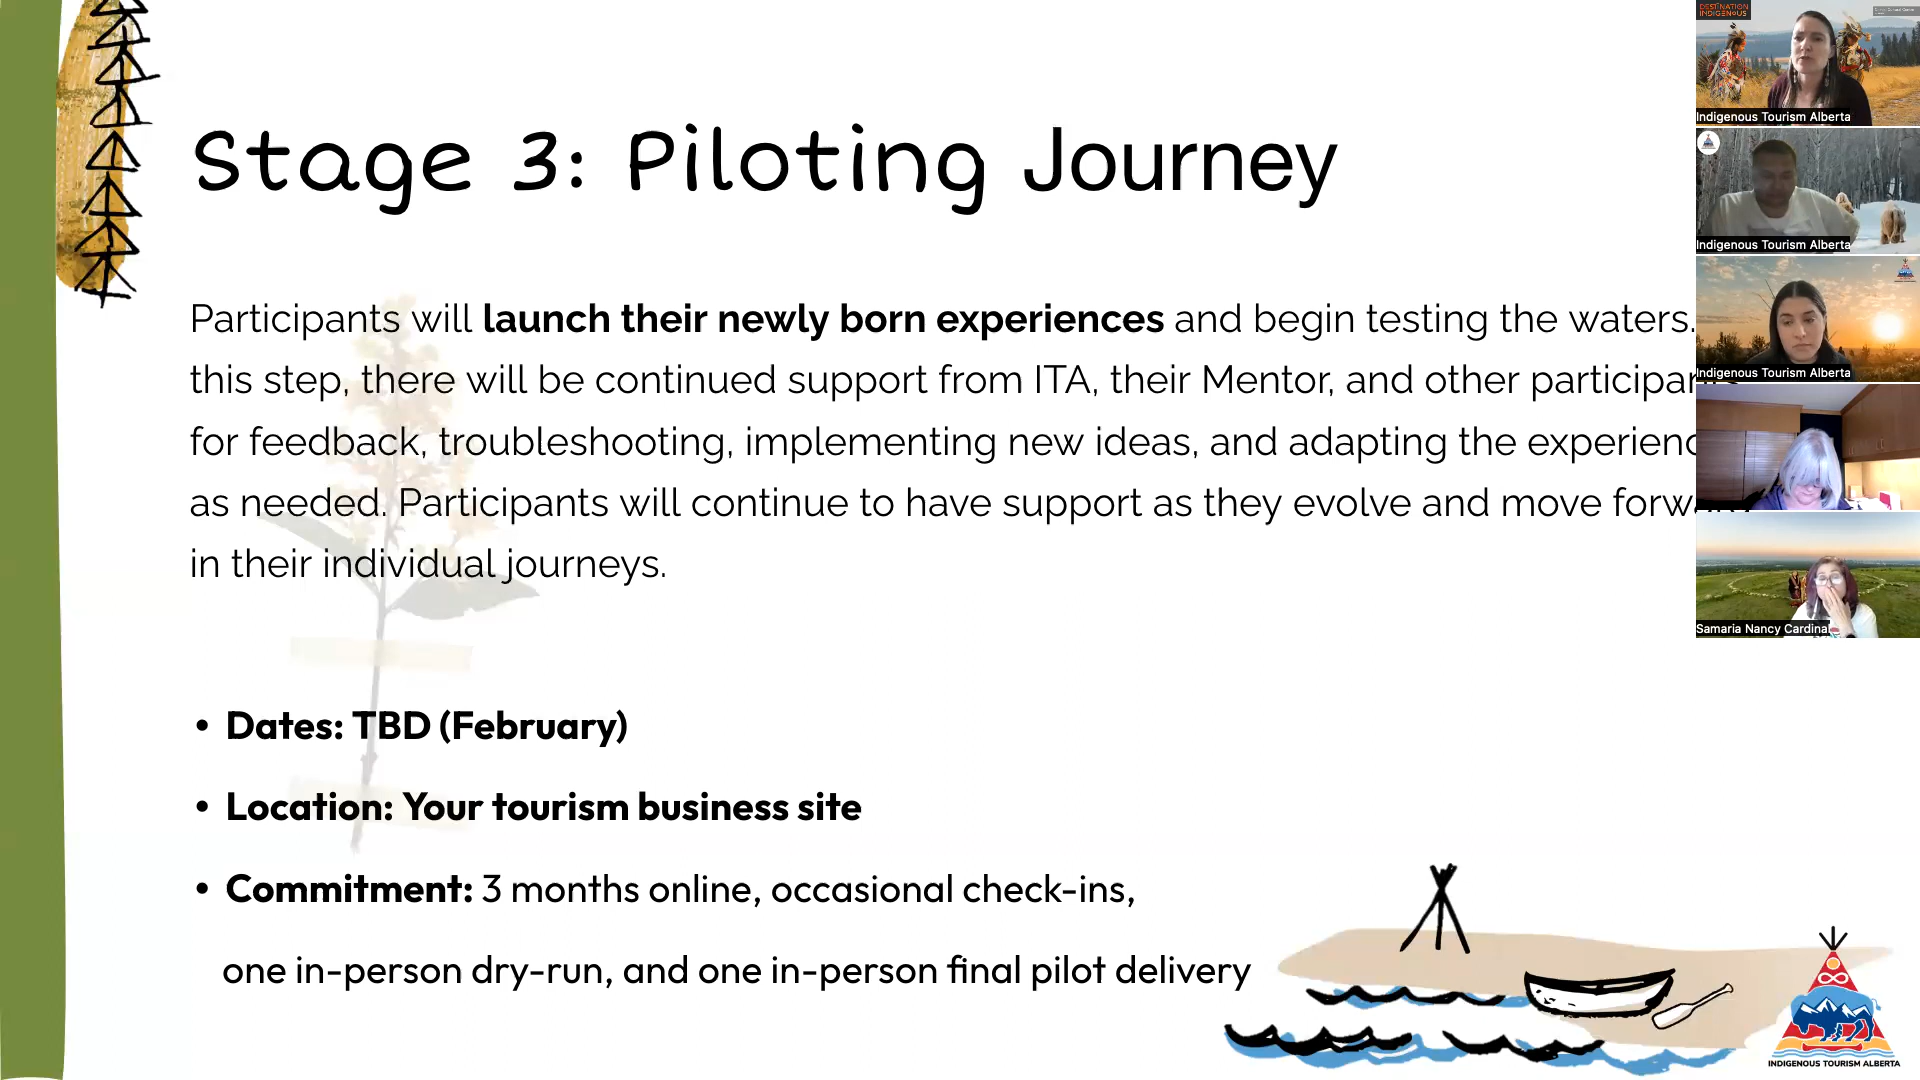 Stage 3: Piloting Journey
Participants will launch their newly born experiences and begin testing the waters.
this step, there will be continued support from ITA, their Mentor, and other
for feedback, troubleshooting, implementing new ideas, and adapting the
as needed. Participants will continue to have support as they evolve and move
in their individual journeys.
• Dates: TBD (February)
• Location: Your tourism business site
• Commitment: 3 months online, occasional check-ins,
one in-person dry-run, and one in-person final pilot delivery
INDIGENOUS TOURISM ALBERTA
DESTINATION
INDIGENOUS
Indigenous Tourism Alberta
Indigenous Tourism Alberta
Indigenous Tourism Alberta
Samaria Nancy Cardina